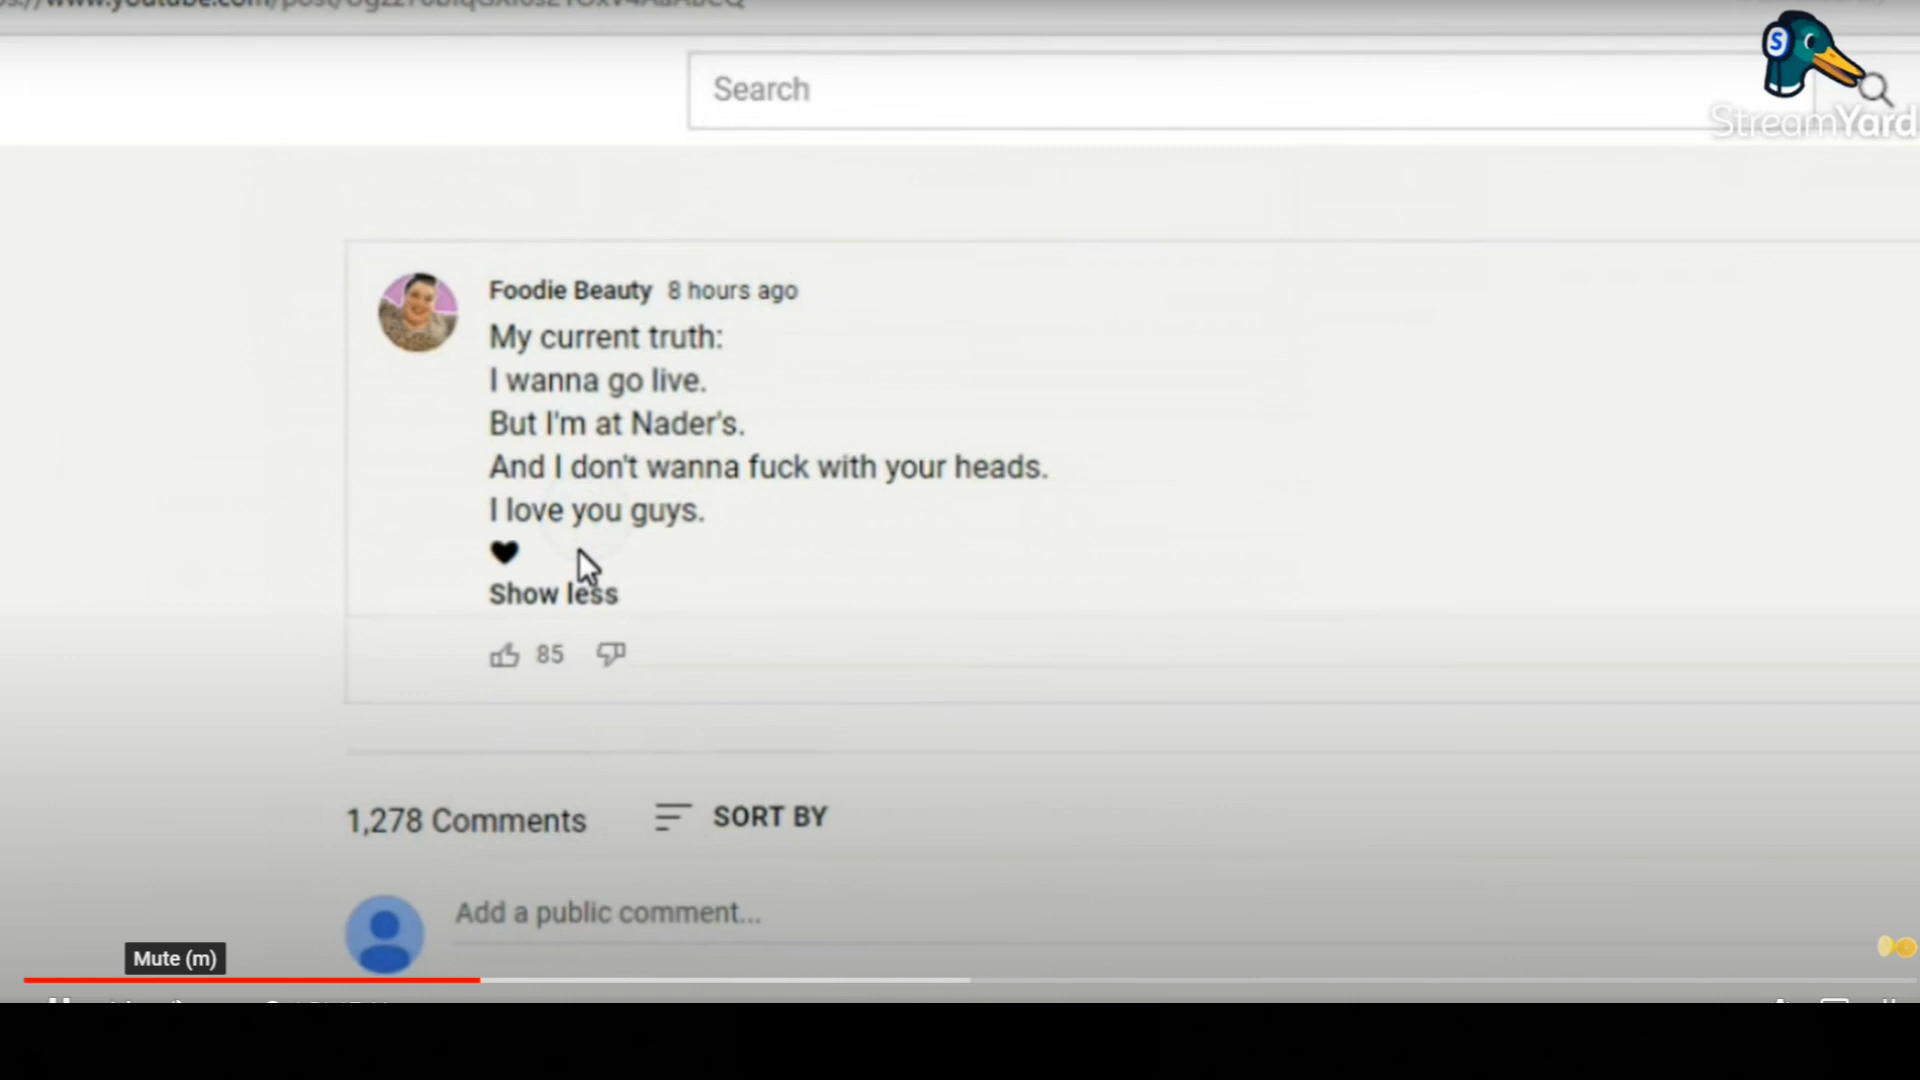 Search
StreamYard
Foodie Beauty 8 hours ago
My current truth:
I wanna go live.
But I'm at Nader's.
And I don't wanna fuck with your heads.
I love you guys.
🖤
Show less
85
1,278 Comments SORT BY
Add a public comment...
Mute (m)